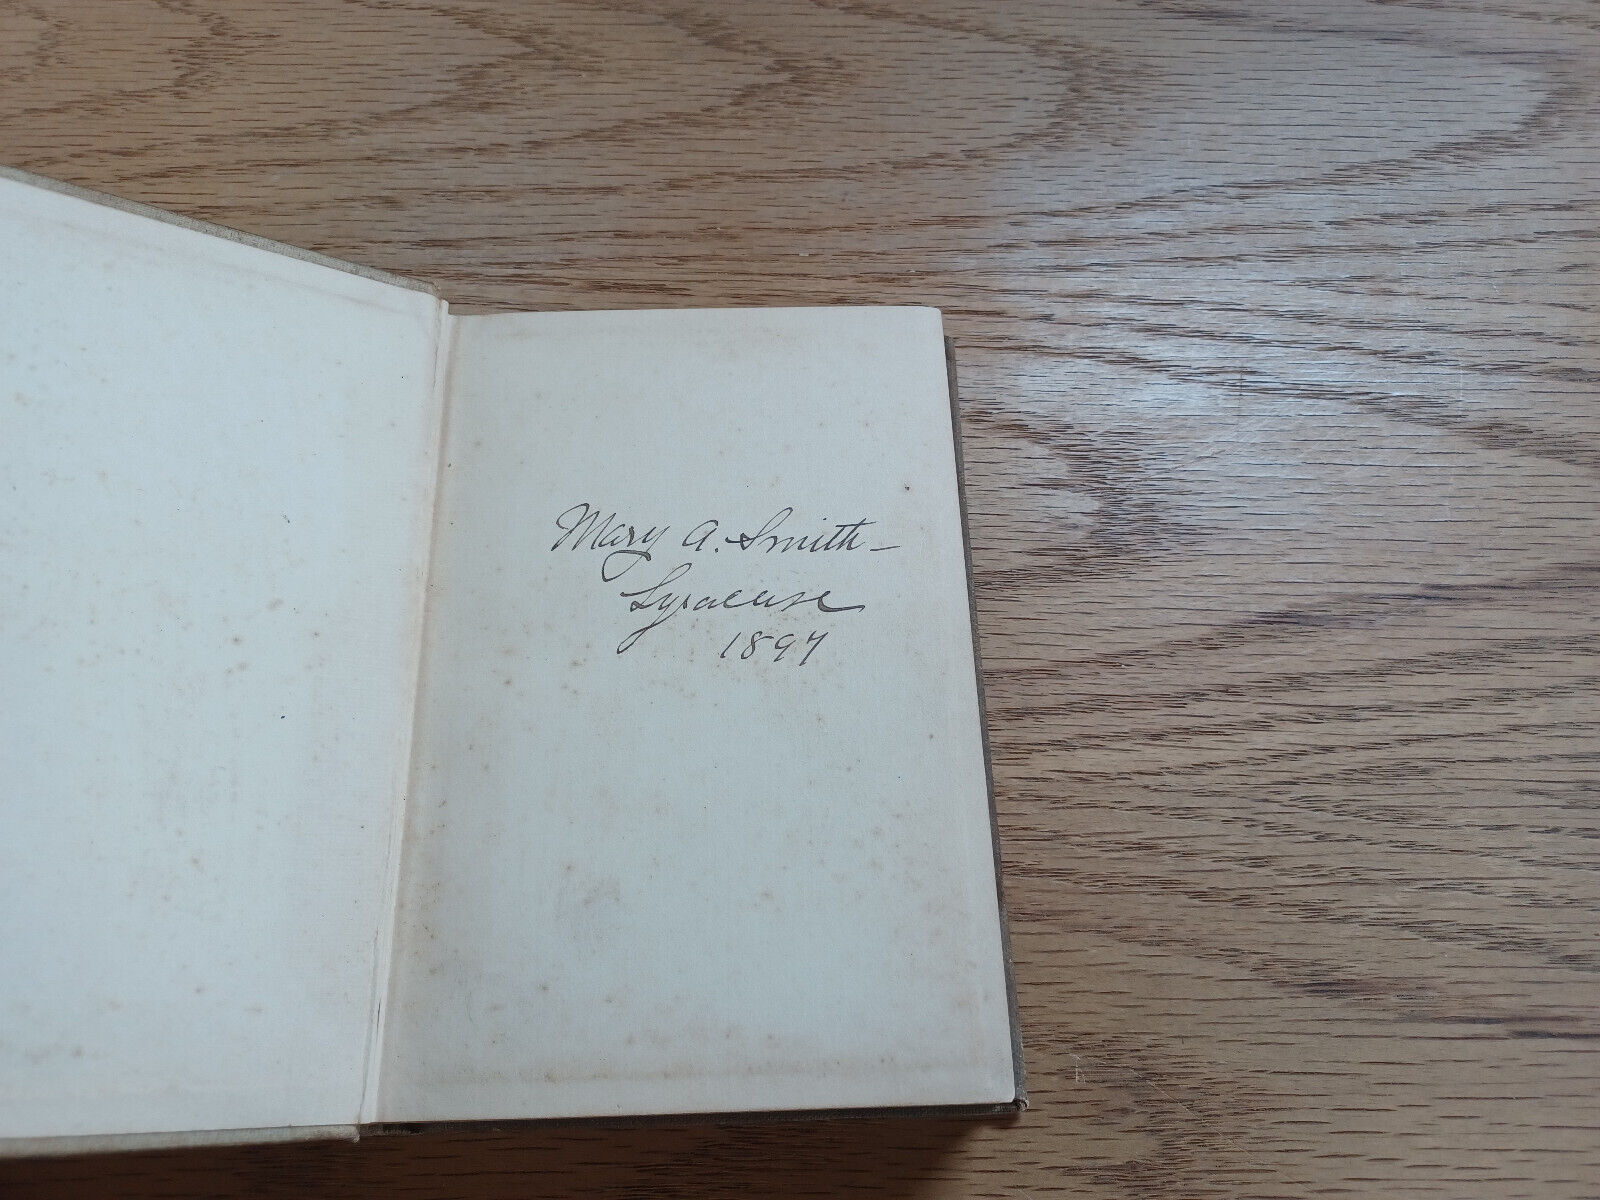 Mary A. Smith –
Syracuse
1897